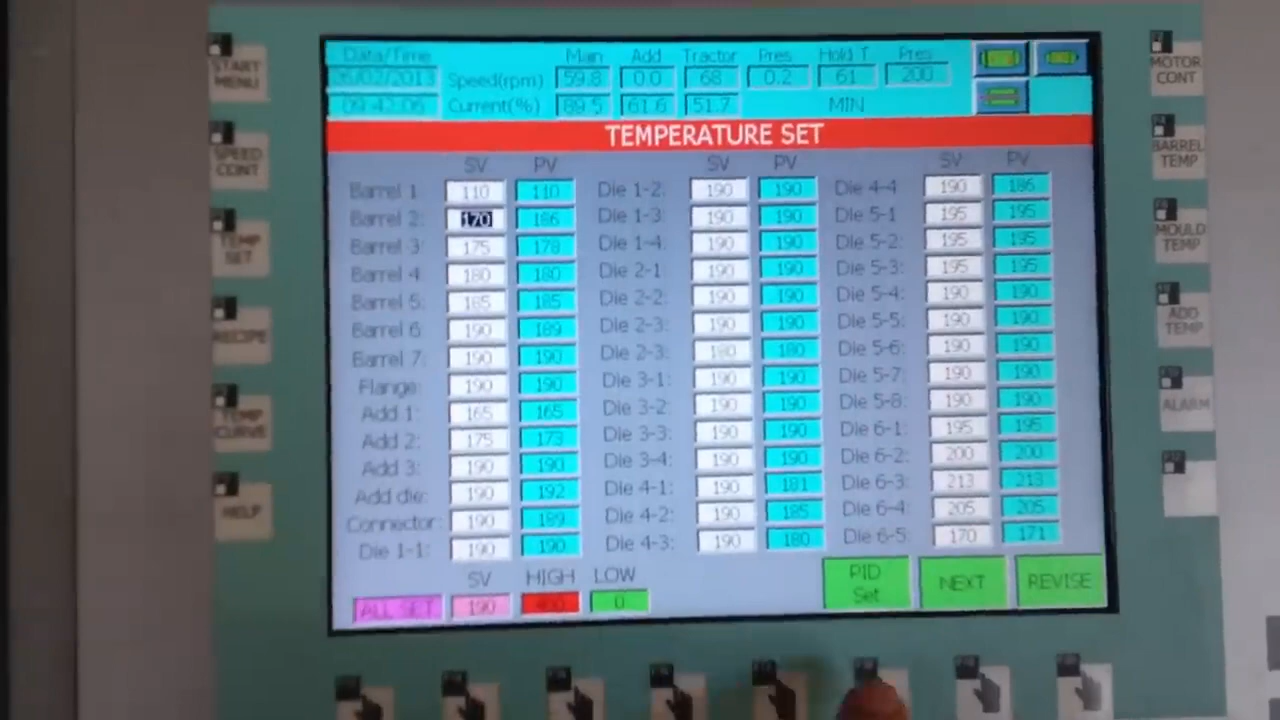 START MENU
SPEED CONT
TEMP SET
RECIPE
TEMP CURVE
HELP
Data/Time Main Add Tractor Pres Hold T. Pres
26/02/2013 Speed(rpm) 59.8 0.0 68 0.2 61 200
09:42:06 Current(%) 89.5 61.6 51.7 MIN
TEMPERATURE SET
SV PV SV PV SV PV
Barrel 1 110 110 Die 1-2: 190 190 Die 4-4 190 186
Barrel 2: 170 186 Die 1-3: 190 190 Die 5-1 195 195
Barrel 3: 175 178 Die 1-4: 190 190 Die 5-2: 195 195
Barrel 4 180 180 Die 2-1 190 190 Die 5-3: 195 195
Barrel 5: 185 185 Die 2-2: 190 190 Die 5-4: 190 190
Barrel 6 190 189 Die 2-3: 190 190 Die 5-5: 190 190
Barrel 7: 190 190 Die 2-3: 180 180 Die 5-6: 190 190
Flange: 190 190 Die 3-1: 190 190 Die 5-7: 190 190
Add 1: 165 165 Die 3-2: 190 190 Die 5-8: 190 190
Add 2: 175 173 Die 3-3: 190 190 Die 6-1: 195 195
Add 3: 190 190 Die 3-4: 190 190 Die 6-2: 200 200
Add die: 190 192 Die 4-1: 190 181 Die 6-3: 213 213
Connector: 190 189 Die 4-2: 190 185 Die 6-4: 205 205
Die 1-1: 190 190 Die 4-3: 190 180 Die 6-5: 170 171
SV HIGH LOW
ALL SET 190 400 0
PID Set
NEXT
REVISE
MOTOR CONT
BARREL TEMP
MOULD TEMP
ADD TEMP
ALARM